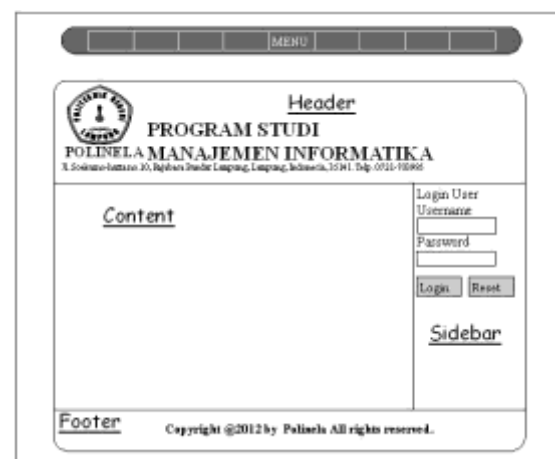 MENU
Header
PROGRAM STUDI
POLINELA MANAJEMEN INFORMATIKA
Content
Login User
Username
Password
Login Reset
Sidebar
Footer
Copyright @2012 by Polinela All rights reserved.